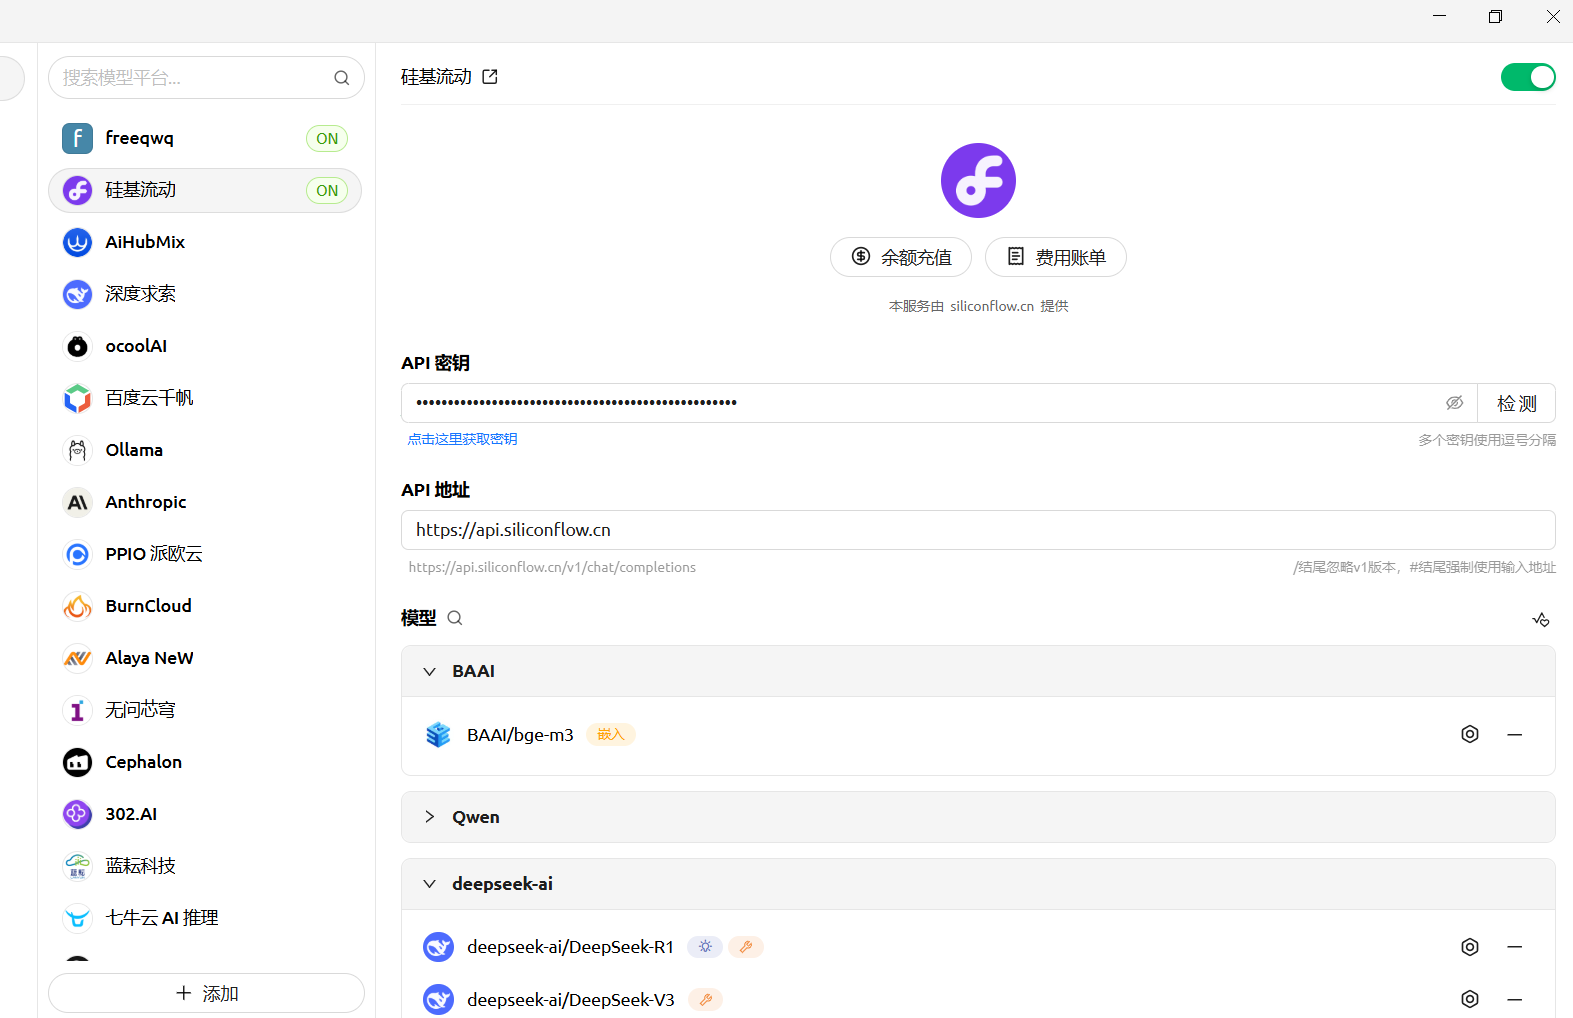 搜索模型平台...
freeqwq ON
硅基流动 ON
AiHubMix
深度求索
ocoolAI
百度云千帆
Ollama
Anthropic
PPIO 派欧云
BurnCloud
Alaya NeW
无问芯穹
Cephalon
302.AI
蓝耘科技
七牛云 AI 推理
添加
硅基流动
余额充值 费用账单
本服务由 siliconflow.cn 提供
API 密钥
••••••••••••••••••••••••••••••••••••••••••••••••••• 检测
点击这里获取密钥 多个密钥使用逗号分隔
API 地址
https://api.siliconflow.cn
https://api.siliconflow.cn/v1/chat/completions /结尾忽略v1版本，#结尾强制使用输入地址
模型
BAAI
BAAI/bge-m3 嵌入
Qwen
deepseek-ai
deepseek-ai/DeepSeek-R1
deepseek-ai/DeepSeek-V3